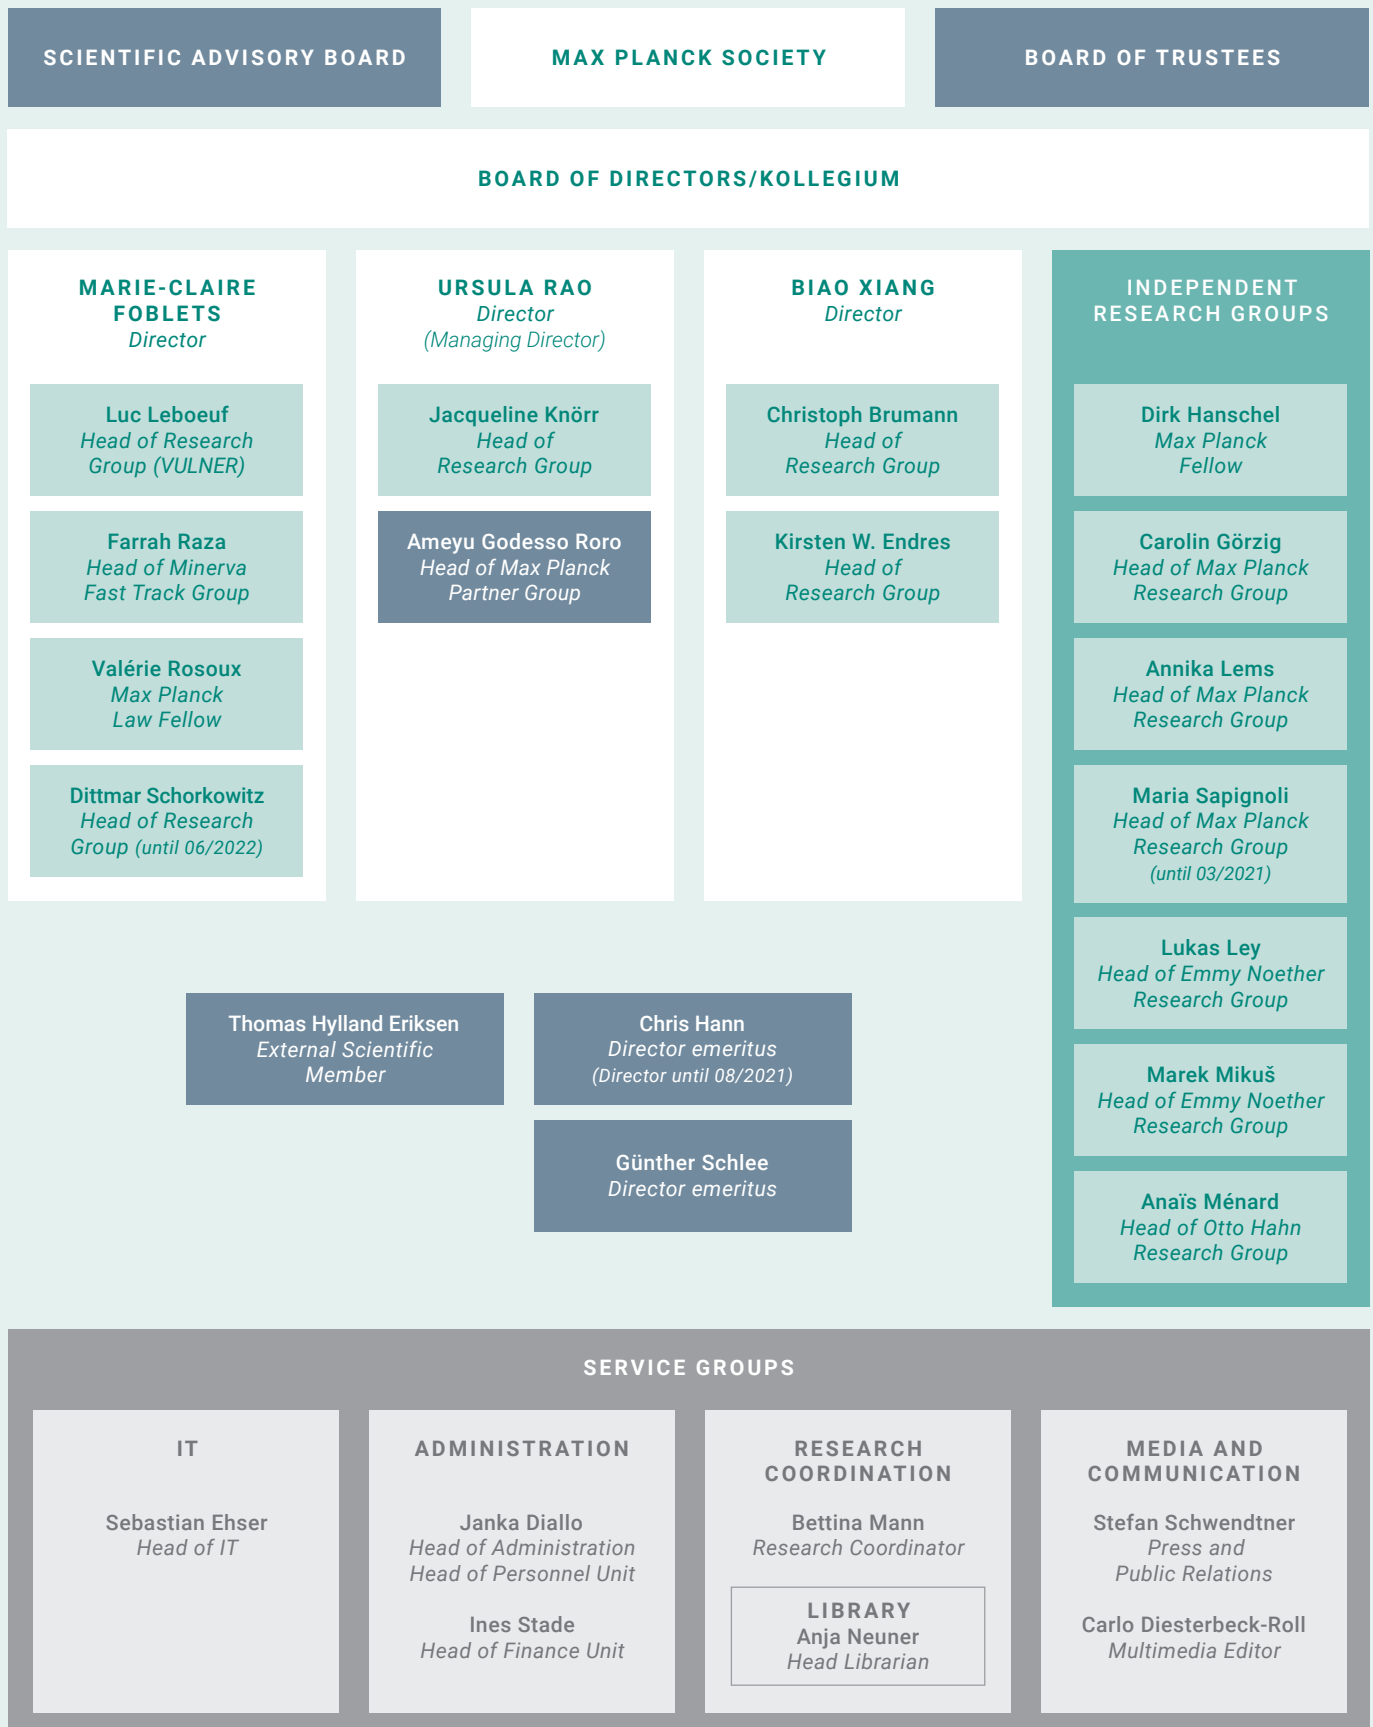 SCIENTIFIC ADVISORY BOARD
MAX PLANCK SOCIETY
BOARD OF TRUSTEES
BOARD OF DIRECTORS/KOLLEGIUM
MARIE-CLAIRE
FOBLETS
Director
Luc Leboeuf
Head of Research
Group (VULNER)
Farrah Raza
Head of Minerva
Fast Track Group
Valérie Rosoux
Max Planck
Law Fellow
Dittmar Schorkowitz
Head of Research
Group (until 06/2022)
URSULA RAO
Director
(Managing Director)
Jacqueline Knörr
Head of
Research Group
Ameyu Godesso Roro
Head of Max Planck
Partner Group
BIAO XIANG
Director
Christoph Brumann
Head of
Research Group
Kirsten W. Endres
Head of
Research Group
INDEPENDENT
RESEARCH GROUPS
Dirk Hanschel
Max Planck
Fellow
Carolin Görzig
Head of Max Planck
Research Group
Annika Lems
Head of Max Planck
Research Group
Maria Sapignoli
Head of Max Planck
Research Group
(until 03/2021)
Lukas Ley
Head of Emmy Noether
Research Group
Marek Mikuš
Head of Emmy Noether
Research Group
Anaïs Ménard
Head of Otto Hahn
Research Group
Thomas Hylland Eriksen
External Scientific
Member
Chris Hann
Director emeritus
(Director until 08/2021)
Günther Schlee
Director emeritus
SERVICE GROUPS
IT
Sebastian Ehser
Head of IT
ADMINISTRATION
Janka Diallo
Head of Administration
Head of Personnel Unit
Ines Stade
Head of Finance Unit
RESEARCH
COORDINATION
Bettina Mann
Research Coordinator
LIBRARY
Anja Neuner
Head Librarian
MEDIA AND
COMMUNICATION
Stefan Schwendtner
Press and
Public Relations
Carlo Diesterbeck-Roll
Multimedia Editor